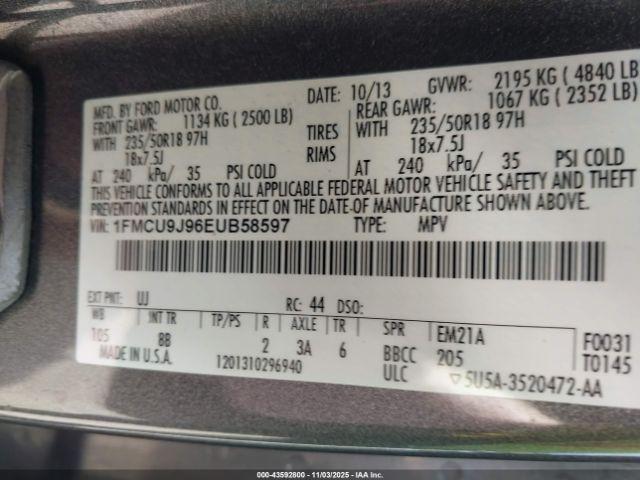 MFD. BY FORD MOTOR CO. DATE: 10/13 GVWR: 2195 KG ( 4840 LB
FRONT GAWR: 1134 KG ( 2500 LB) REAR GAWR: 1067 KG ( 2352 LB)
WITH 235/50R18 97H TIRES WITH 235/50R18 97H
18x7.5J RIMS 18x7.5J
AT 240 kPa/ 35 PSI COLD AT 240 kPa/ 35 PSI COLD
THIS VEHICLE CONFORMS TO ALL APPLICABLE FEDERAL MOTOR VEHICLE SAFETY AND THEFT
PREVENTION STANDARDS IN EFFECT ON THE DATE OF MANUFACTURE SHOWN ABOVE.
VIN: 1FMCU9J96EUB58597 TYPE: MPV
EXT PNT: UJ RC: 44 DSO:
WB INT TR TP/PS R AXLE TR SPR EM21A F0031
105 8B 2 3A 6 BBCC 205 T0145
MADE IN U.S.A. 1201310296940 ULC ▽5U5A-3520472-AA
000-43592800 - 11/03/2025 - IAA Inc.